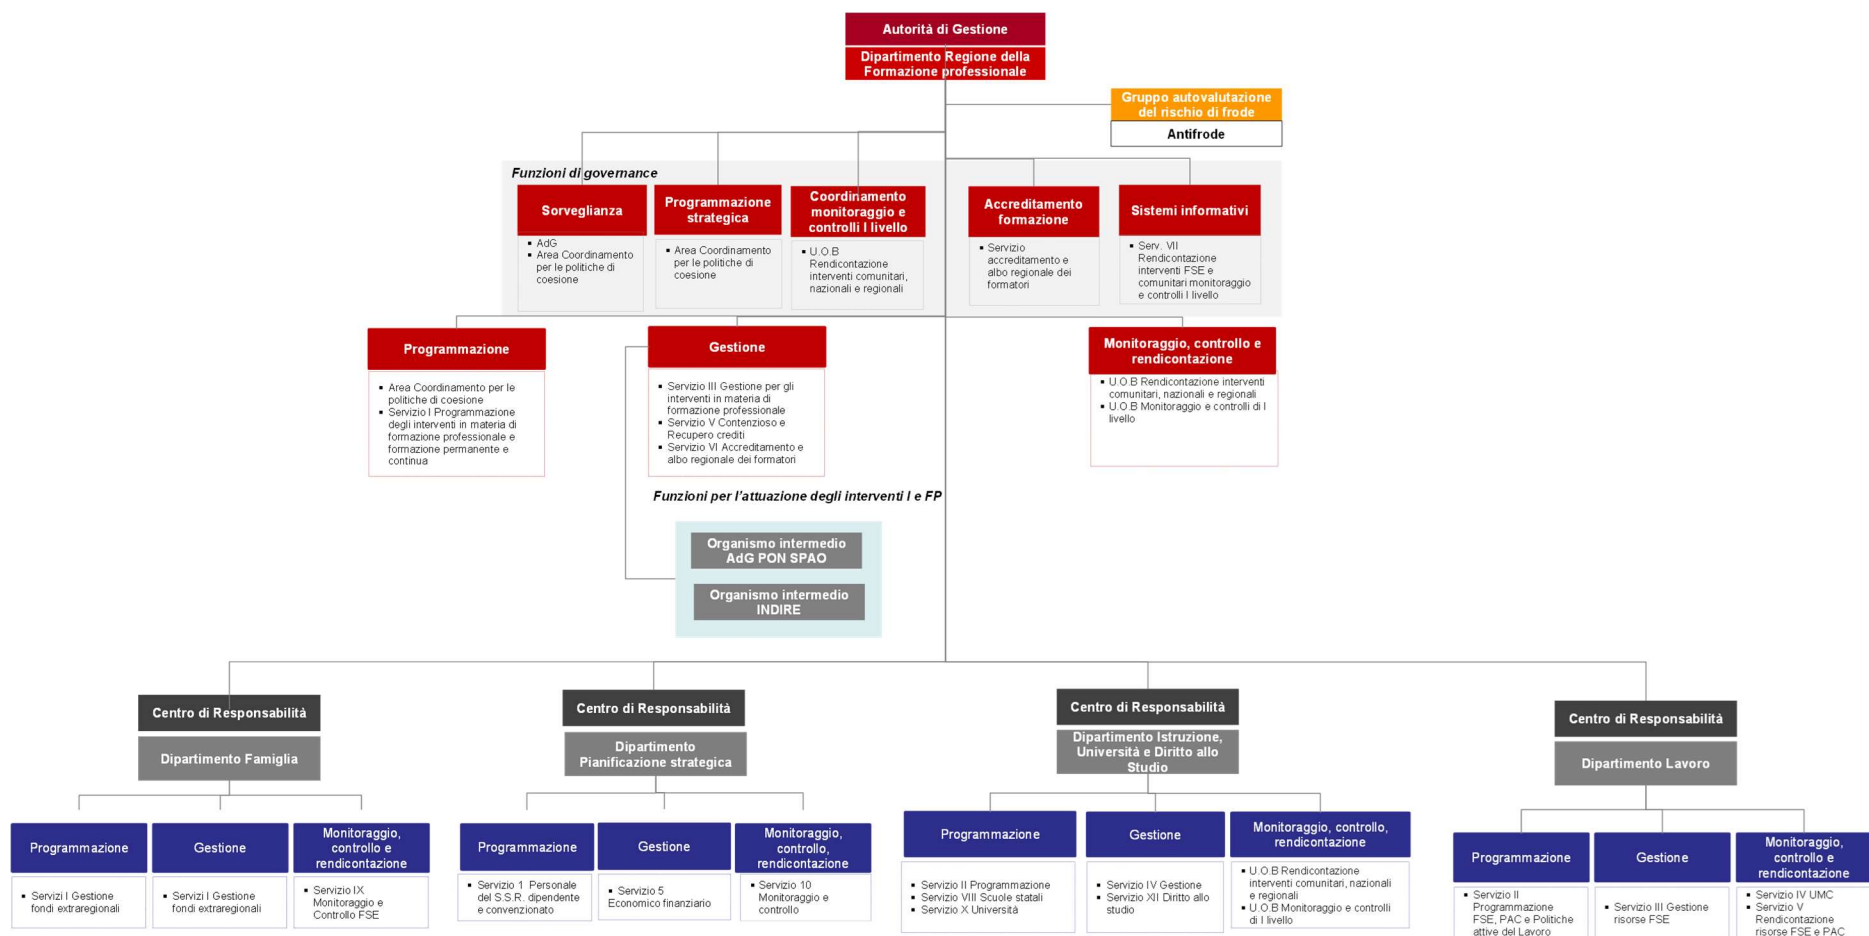 Autorità di Gestione
Dipartimento Regione della
Formazione professionale
Gruppo autovalutazione
del rischio di frode
Antifrode
Funzioni di governance
Sorveglianza
▪ AdG
▪ Area Coordinamento
per le politiche di
coesione
Programmazione
strategica
▪ Area Coordinamento
per le politiche di
coesione
Coordinamento
monitoraggio e
controlli I livello
▪ U.O.B
Rendicontazione
interventi comunitari,
nazionali e regionali
Accreditamento
formazione
▪ Servizio
accreditamento e
albo regionale dei
formatori
Sistemi informativi
▪ Serv. VII
Rendicontazione
interventi FSE e
comunitari monitoraggio
e controlli I livello
Programmazione
▪ Area Coordinamento per le
politiche di coesione
▪ Servizio I Programmazione
degli interventi in materia di
formazione professionale e
formazione permanente e
continua
Gestione
▪ Servizio III Gestione per gli
interventi in materia di
formazione professionale
▪ Servizio V Contenzioso e
Recupero crediti
▪ Servizio VI Accreditamento e
albo regionale dei formatori
Monitoraggio, controllo e
rendicontazione
▪ U.O.B Rendicontazione interventi
comunitari, nazionali e regionali
▪ U.O.B Monitoraggio e controlli di I
livello
Funzioni per l'attuazione degli interventi I e FP
Organismo intermedio
AdG PON SPAO
Organismo intermedio
INDIRE
Centro di Responsabilità
Dipartimento Famiglia
Programmazione
▪ Servizi I Gestione
fondi extraregionali
Gestione
▪ Servizi I Gestione
fondi extraregionali
Monitoraggio,
controllo e
rendicontazione
▪ Servizio IX
Monitoraggio e
Controllo FSE
Centro di Responsabilità
Dipartimento
Pianificazione strategica
Programmazione
▪ Servizio 1 Personale
del S.S.R. dipendente
e convenzionato
Gestione
▪ Servizio 5
Economico finanziario
Monitoraggio,
controllo,
rendicontazione
▪ Servizio 10
Monitoraggio e
controllo
Centro di Responsabilità
Dipartimento Istruzione,
Università e Diritto allo
Studio
Programmazione
▪ Servizio II Programmazione
▪ Servizio VIII Scuole statali
▪ Servizio X Università
Gestione
▪ Servizio IV Gestione
▪ Servizio XII Diritto allo
studio
Monitoraggio, controllo,
rendicontazione
▪ U.O.B Rendicontazione
interventi comunitari, nazionali
e regionali
▪ U.O.B Monitoraggio e controlli
di I livello
Centro di Responsabilità
Dipartimento Lavoro
Programmazione
▪ Servizio II
Programmazione
FSE, PAC e Politiche
attive del Lavoro
Gestione
▪ Servizio III Gestione
risorse FSE
Monitoraggio,
controllo e
rendicontazione
▪ Servizio IV UMC
▪ Servizio V
Rendicontazione
risorse FSE e PAC